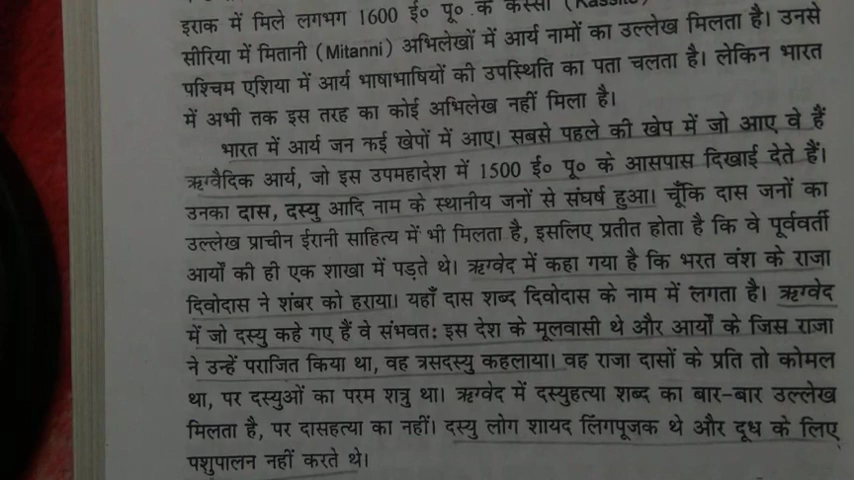 इराक में मिले लगभग 1600 ई० पू० के कस्सी (Kassite)
सीरिया में मितानी (Mitanni) अभिलेखों में आर्य नामों का उल्लेख मिलता है। उनसे
पश्चिम एशिया में आर्य भाषाभाषियों की उपस्थिति का पता चलता है। लेकिन भारत
में अभी तक इस तरह का कोई अभिलेख नहीं मिला है।
भारत में आर्य जन कई खेपों में आए। सबसे पहले की खेप में जो आए वे हैं
ऋग्वैदिक आर्य, जो इस उपमहादेश में 1500 ई० पू० के आसपास दिखाई देते हैं।
उनका दास, दस्यु आदि नाम के स्थानीय जनों से संघर्ष हुआ। चूँकि दास जनों का
उल्लेख प्राचीन ईरानी साहित्य में भी मिलता है, इसलिए प्रतीत होता है कि वे पूर्ववर्ती
आर्यों की ही एक शाखा में पड़ते थे। ऋग्वेद में कहा गया है कि भरत वंश के राजा
दिवोदास ने शंबर को हराया। यहाँ दास शब्द दिवोदास के नाम में लगता है। ऋग्वेद
में जो दस्यु कहे गए हैं वे संभवत: इस देश के मूलवासी थे और आर्यों के जिस राजा
ने उन्हें पराजित किया था, वह त्रसदस्यु कहलाया। वह राजा दासों के प्रति तो कोमल
था, पर दस्युओं का परम शत्रु था। ऋग्वेद में दस्युहत्या शब्द का बार-बार उल्लेख
मिलता है, पर दासहत्या का नहीं। दस्यु लोग शायद लिंगपूजक थे और दूध के लिए
पशुपालन नहीं करते थे।